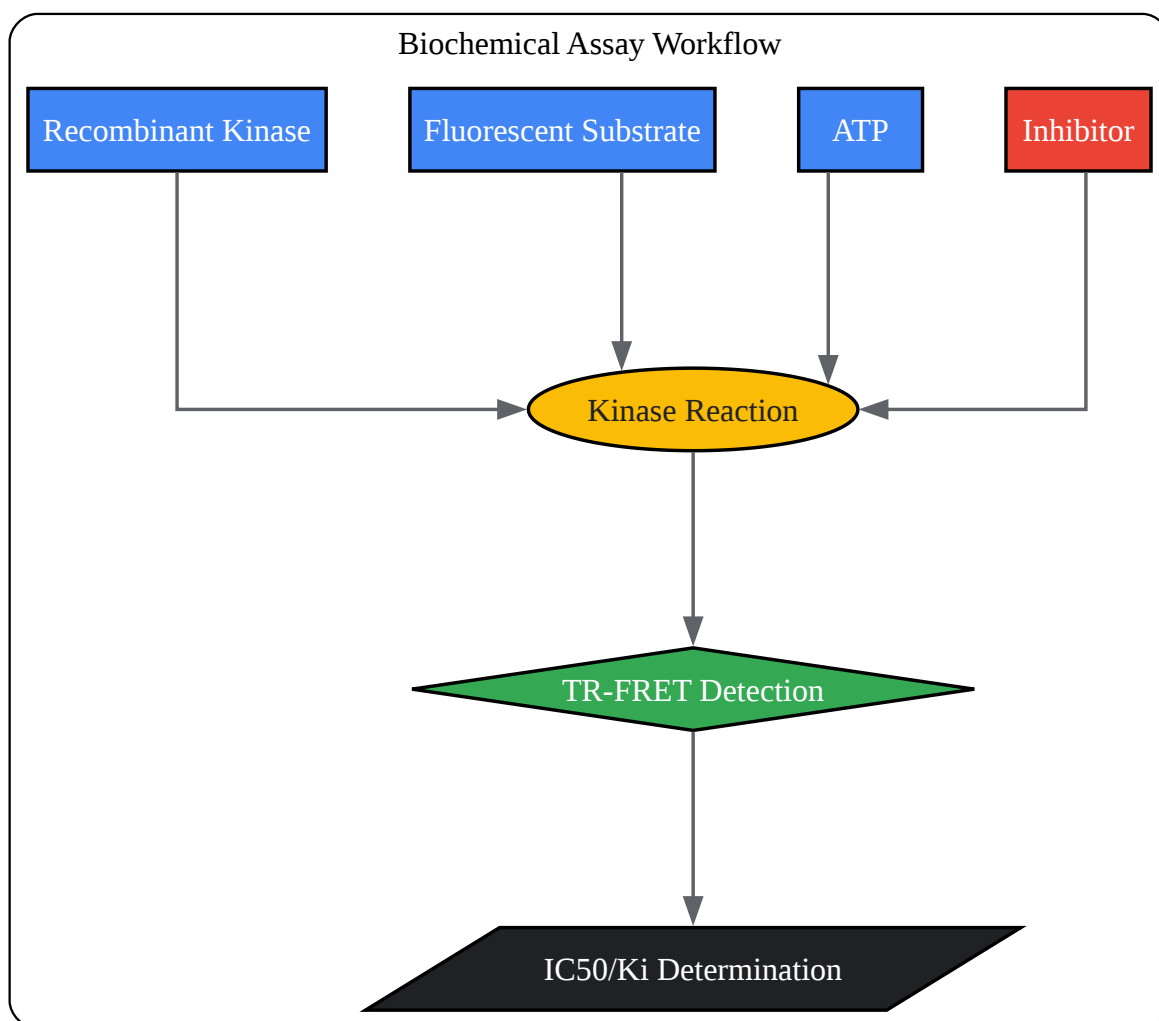 Biochemical Assay Workflow
Recombinant Kinase
Fluorescent Substrate
ATP
Inhibitor
Kinase Reaction
TR-FRET Detection
IC50/Ki Determination